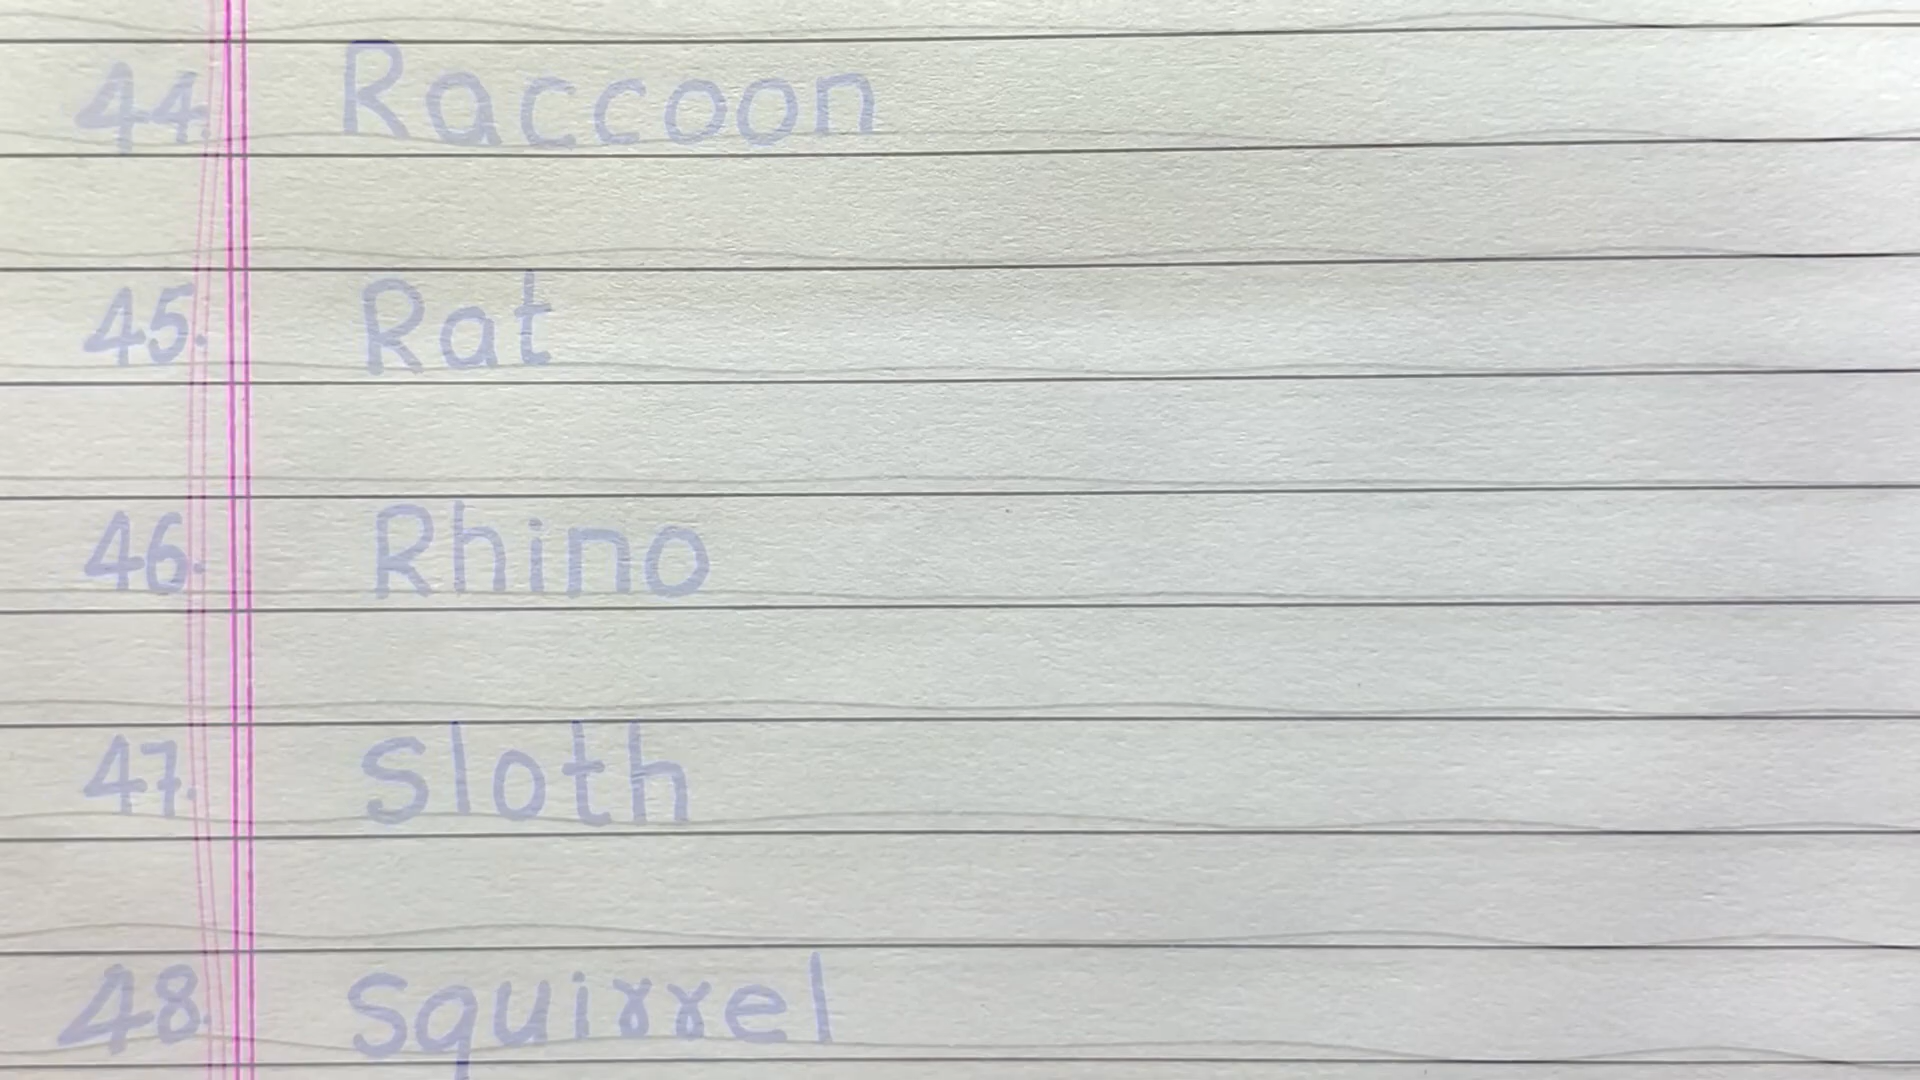 44. Raccoon
45. Rat
46. Rhino
47. Sloth
48. Squirrel